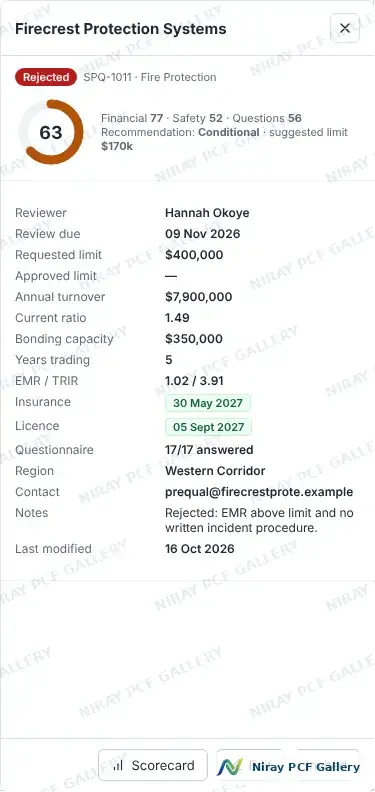 Firecrest Protection Systems
Rejected SPQ-1011 · Fire Protection
63
Financial 77 · Safety 52 · Questions 56
Recommendation: Conditional · suggested limit
$170k
Reviewer Hannah Okoye
Review due 09 Nov 2026
Requested limit $400,000
Approved limit —
Annual turnover $7,900,000
Current ratio 1.49
Bonding capacity $350,000
Years trading 5
EMR / TRIR 1.02 / 3.91
Insurance 30 May 2027
Licence 05 Sept 2027
Questionnaire 17/17 answered
Region Western Corridor
Contact prequal@firecrestprote.example
Notes Rejected: EMR above limit and no
written incident procedure.
Last modified 16 Oct 2026
Scorecard
Niray PCF Gallery
NIRAY PCF GALLERY